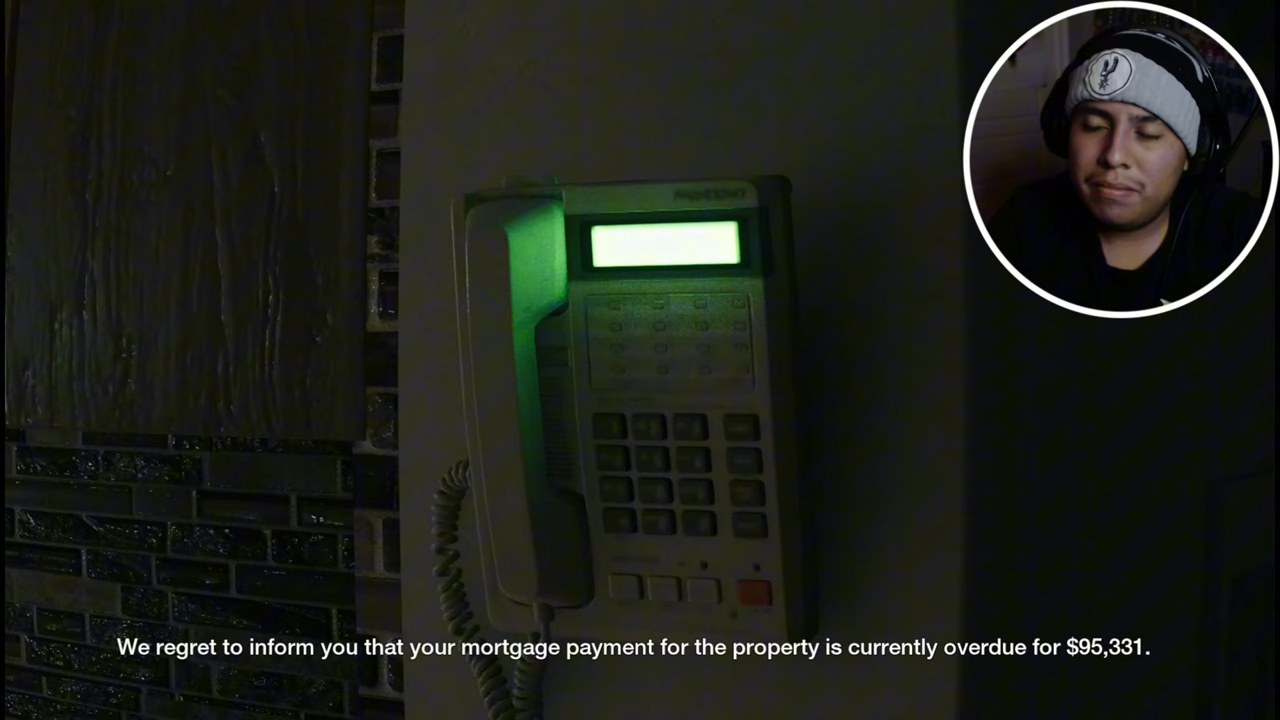 We regret to inform you that your mortgage payment for the property is currently overdue for $95,331.